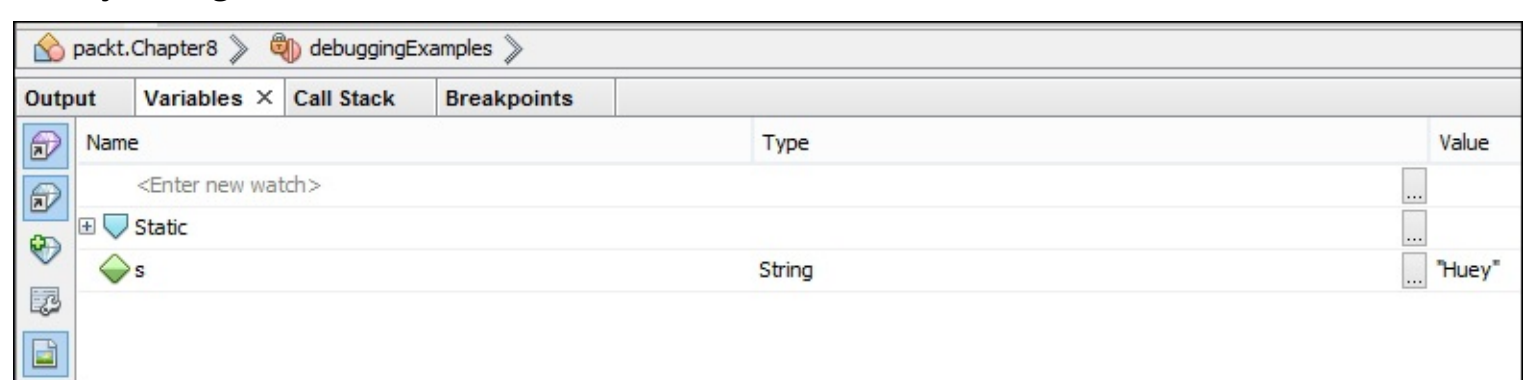 packt.Chapter8 debuggingExamples
Output Variables × Call Stack Breakpoints
Name Type Value
<Enter new watch> ...
Static ...
s String ... "Huey"